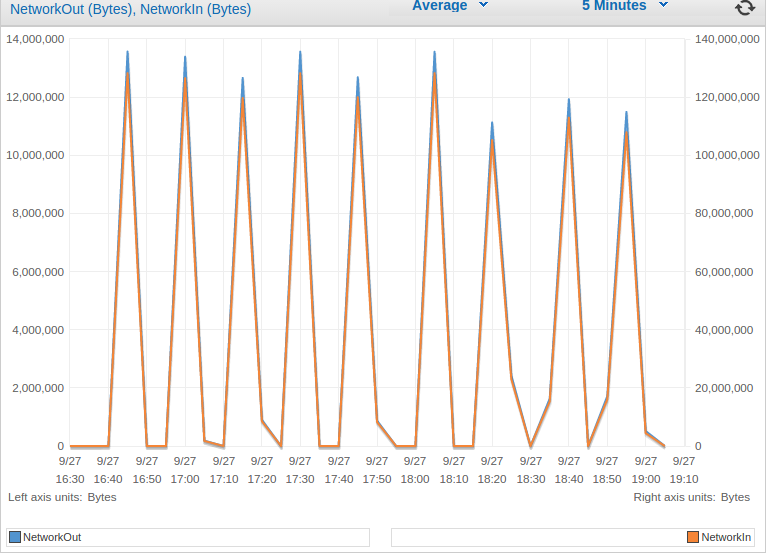 NetworkOut (Bytes), NetworkIn (Bytes) Average 5 Minutes
14,000,000 140,000,000
12,000,000 120,000,000
10,000,000 100,000,000
8,000,000 80,000,000
6,000,000 60,000,000
4,000,000 40,000,000
2,000,000 20,000,000
0 0
9/27 9/27 9/27 9/27 9/27 9/27 9/27 9/27 9/27 9/27 9/27 9/27 9/27 9/27 9/27 9/27 9/27
16:30 16:40 16:50 17:00 17:10 17:20 17:30 17:40 17:50 18:00 18:10 18:20 18:30 18:40 18:50 19:00 19:10
Left axis units: Bytes Right axis units: Bytes
NetworkOut NetworkIn